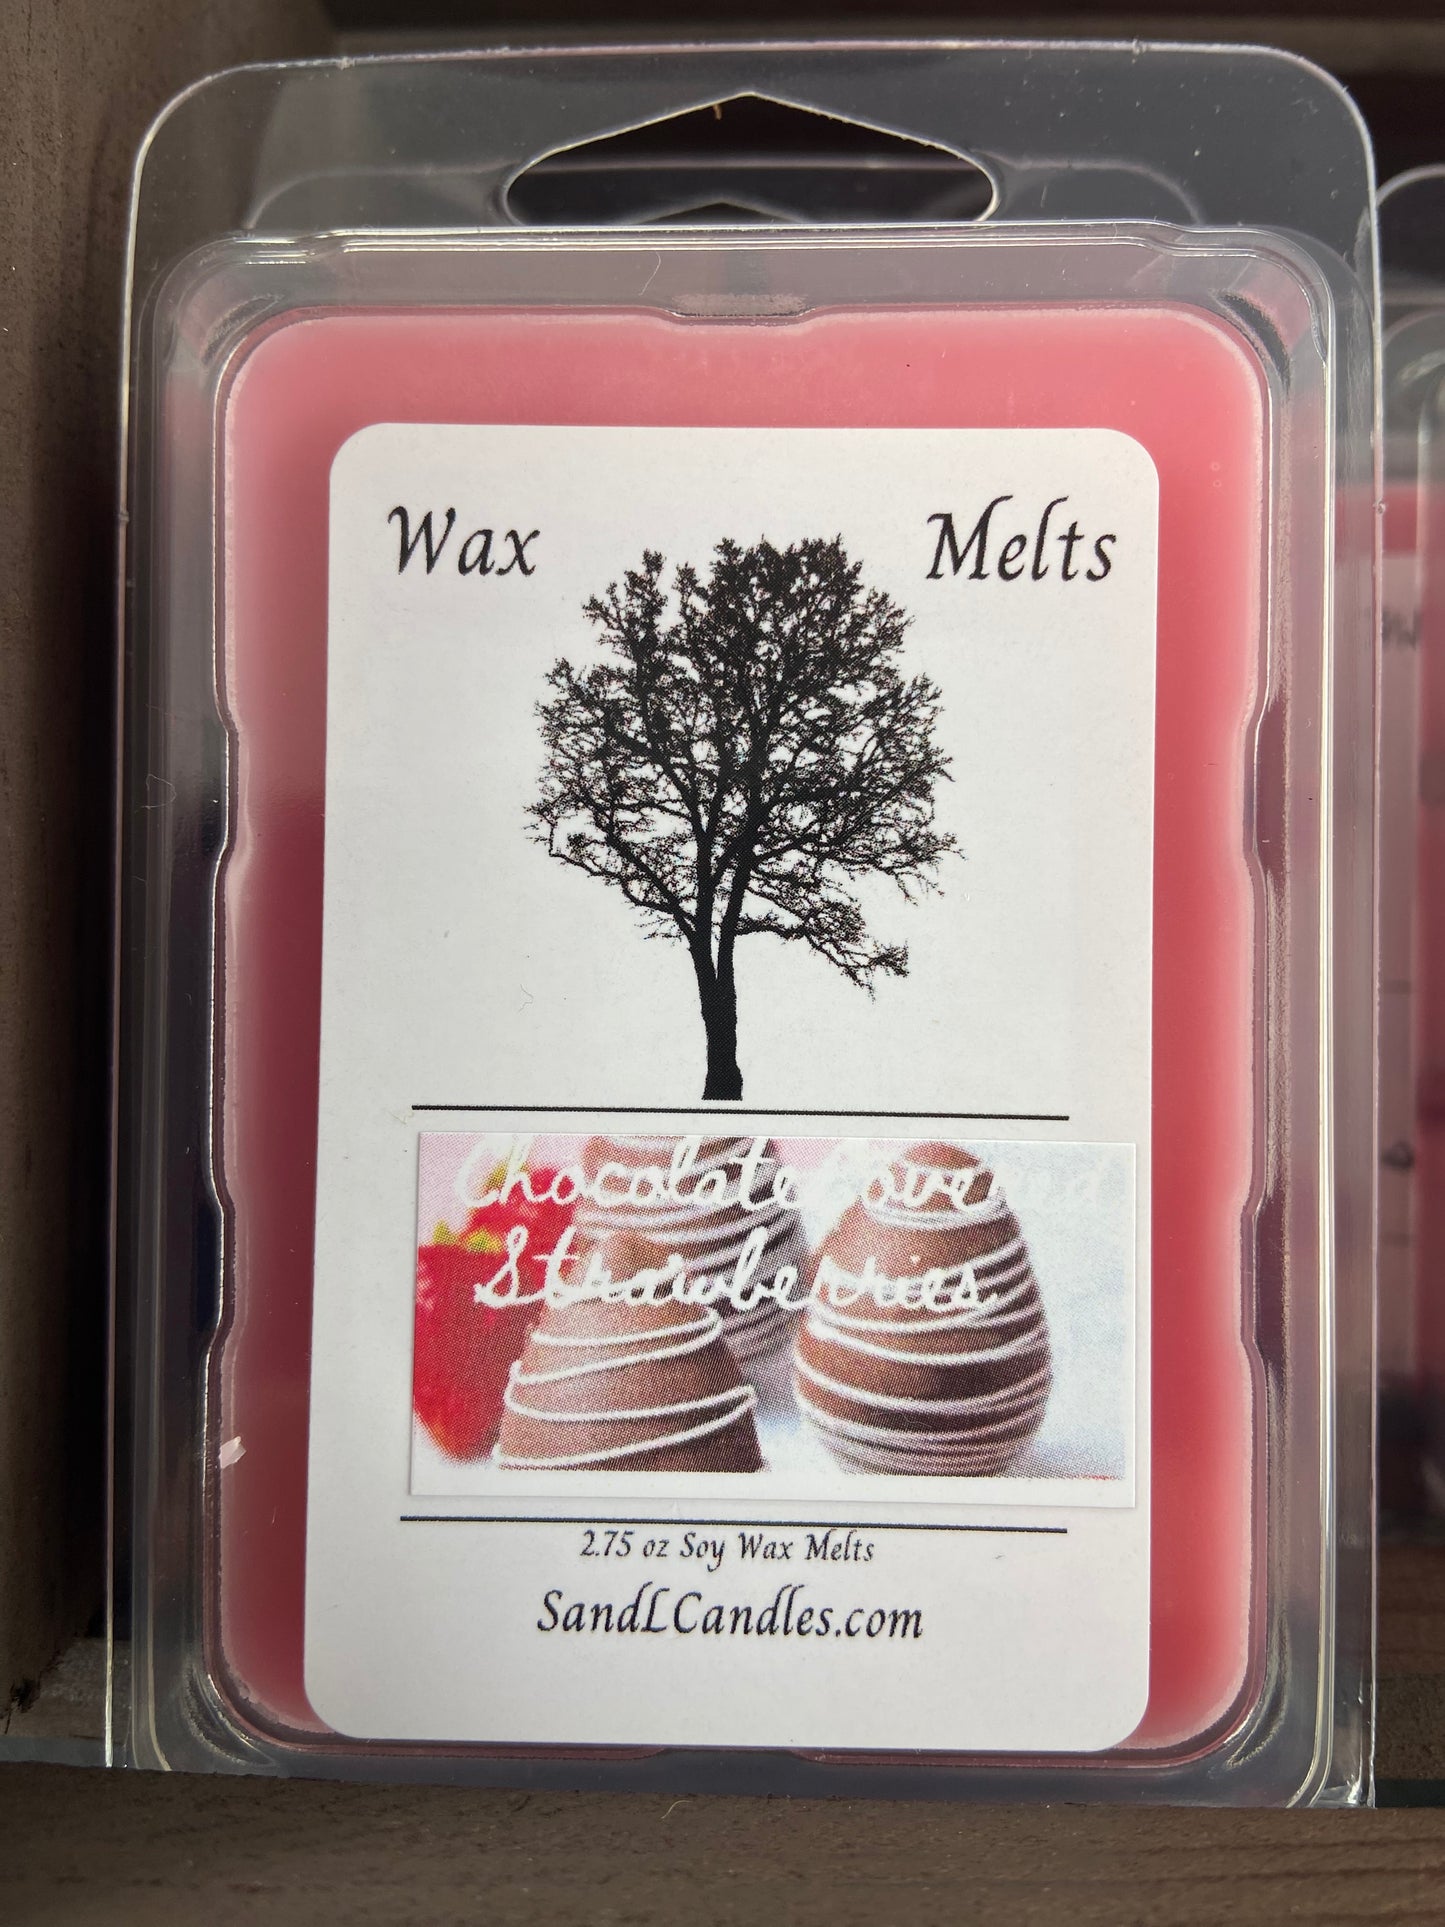 Wax Melts
Chocolate Covered
Strawberries
2.75 oz Soy Wax Melts
SandLCandles.com